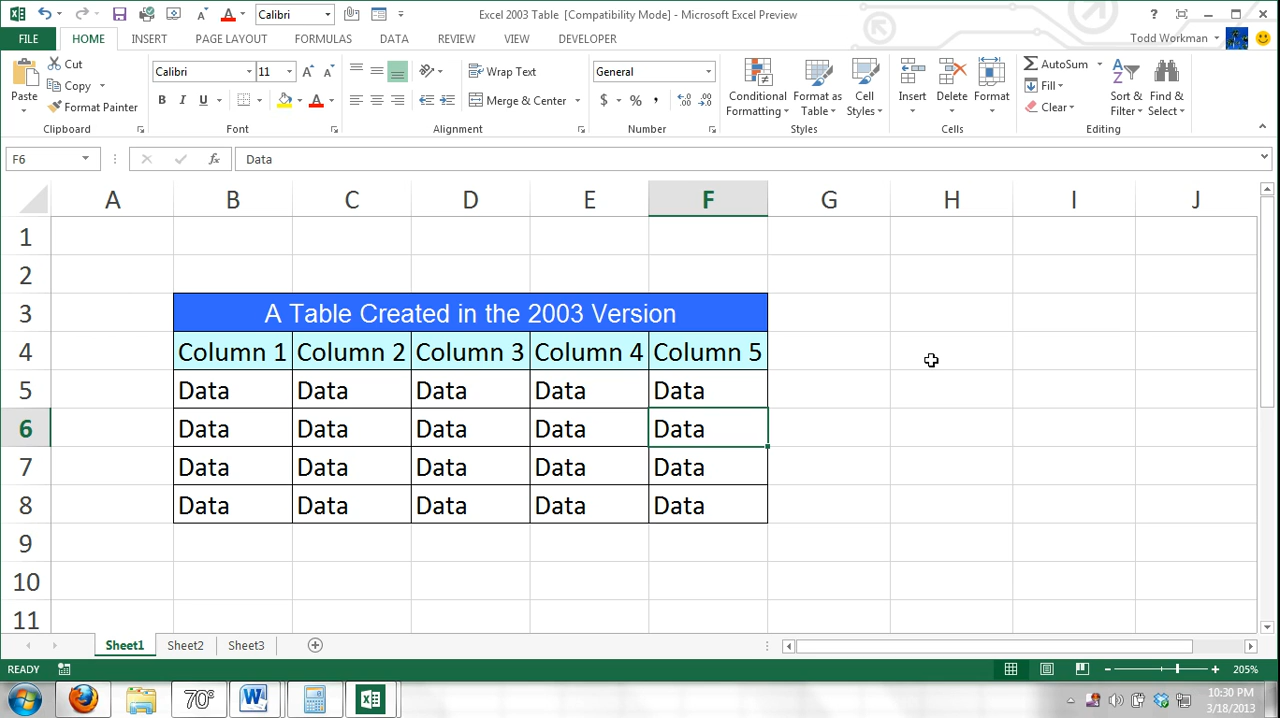 Calibri
Excel 2003 Table [Compatibility Mode] - Microsoft Excel Preview
FILE HOME INSERT PAGE LAYOUT FORMULAS DATA REVIEW VIEW DEVELOPER Todd Workman
Paste
Cut
Copy
Format Painter
Clipboard
Calibri 11
B I U A
Font
Wrap Text
Merge & Center
Alignment
General
$ % ,
Number
Conditional Formatting
Format as Table
Cell Styles
Styles
Insert
Delete
Format
Cells
AutoSum
Fill
Clear
Sort & Filter
Find & Select
Editing
F6 fx Data
A B C D E F G H I J
1
2
3 A Table Created in the 2003 Version
4 Column 1 Column 2 Column 3 Column 4 Column 5
5 Data Data Data Data Data
6 Data Data Data Data Data
7 Data Data Data Data Data
8 Data Data Data Data Data
9
10
11
Sheet1 Sheet2 Sheet3
READY 205%
70°
10:30 PM
3/18/2013